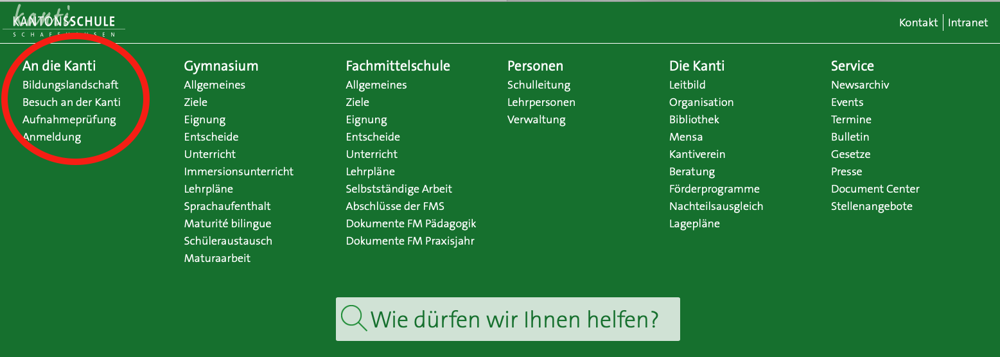 kanti
KANTONSSCHULE
SCHAFFHAUSEN
Kontakt
Intranet
An die Kanti
Bildungslandschaft
Besuch an der Kanti
Aufnahmeprüfung
Anmeldung
Gymnasium
Allgemeines
Ziele
Eignung
Entscheide
Unterricht
Immersionsunterricht
Lehrpläne
Sprachaufenthalt
Maturité bilingue
Schüleraustausch
Maturaarbeit
Fachmittelschule
Allgemeines
Ziele
Eignung
Entscheide
Unterricht
Lehrpläne
Selbstständige Arbeit
Abschlüsse der FMS
Dokumente FM Pädagogik
Dokumente FM Praxisjahr
Personen
Schulleitung
Lehrpersonen
Verwaltung
Die Kanti
Leitbild
Organisation
Bibliothek
Mensa
Kantiverein
Beratung
Förderprogramme
Nachteilsausgleich
Lagepläne
Service
Newsarchiv
Events
Termine
Bulletin
Gesetze
Presse
Document Center
Stellenangebote
Wie dürfen wir Ihnen helfen?